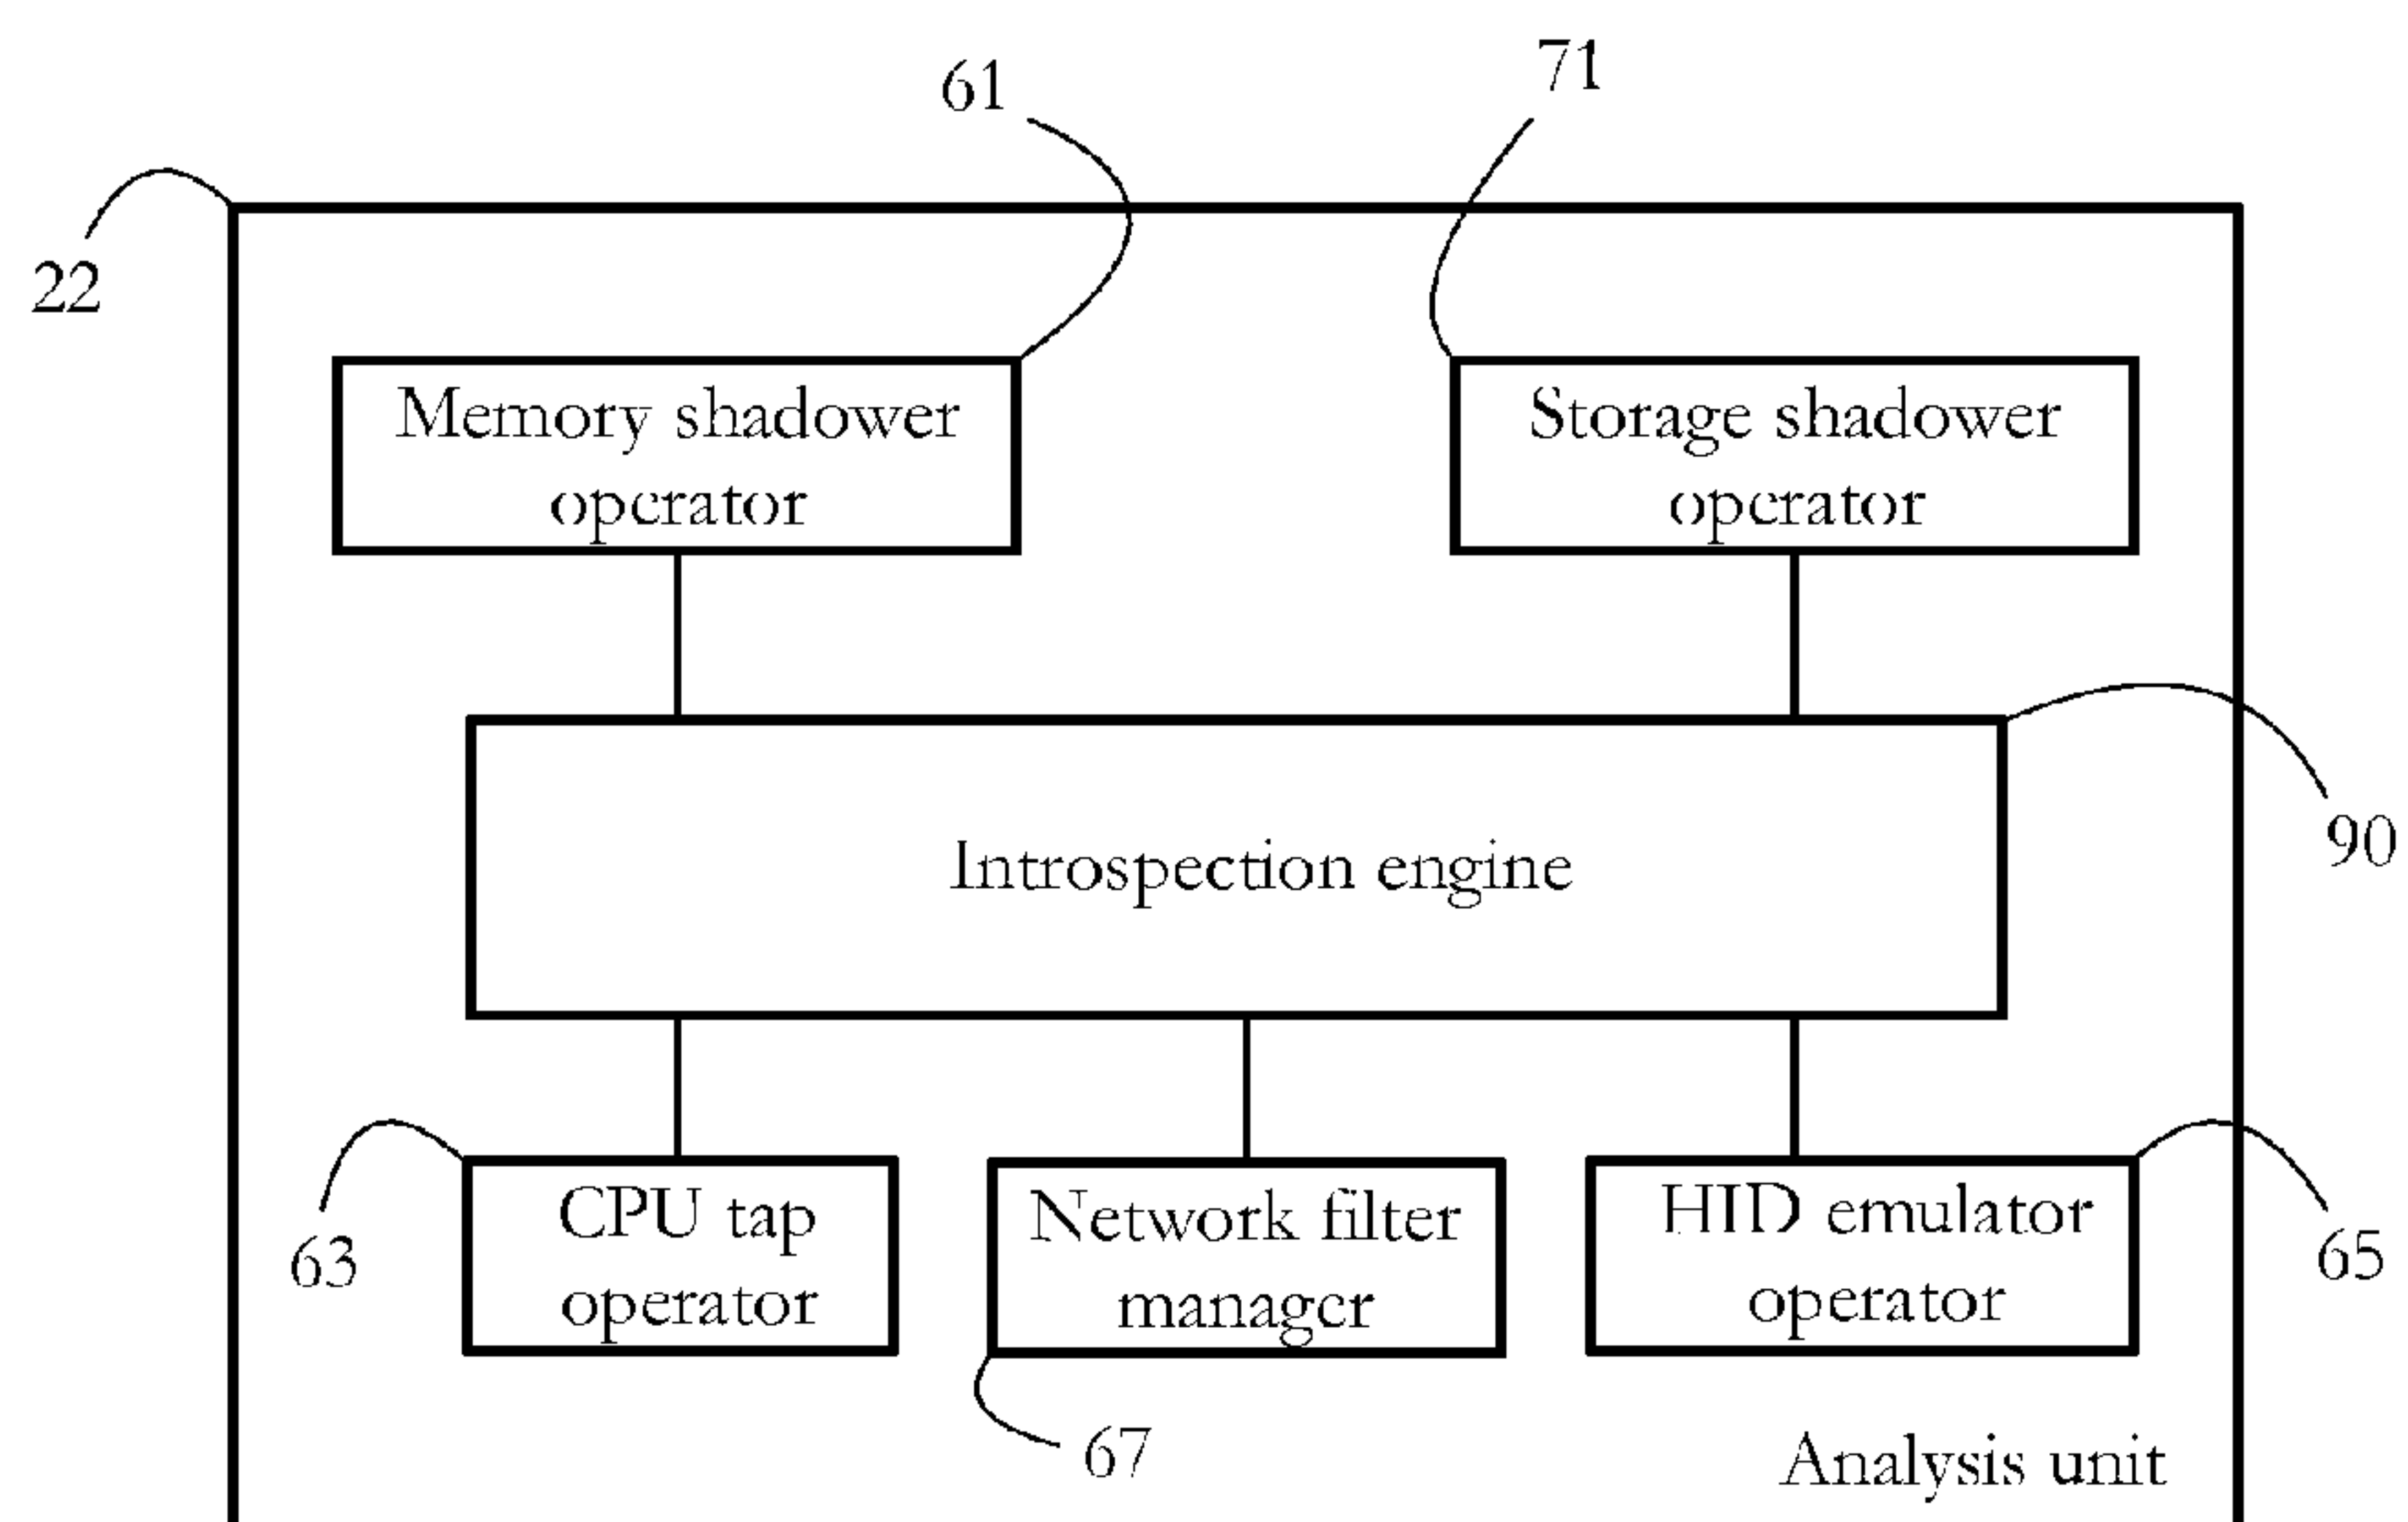 61
71
22
Memory shadower
operator
Storage shadower
operator
Introspection engine
90
CPU tap
operator
Network filter
manager
HID emulator
operator
63
65
67
Analysis unit